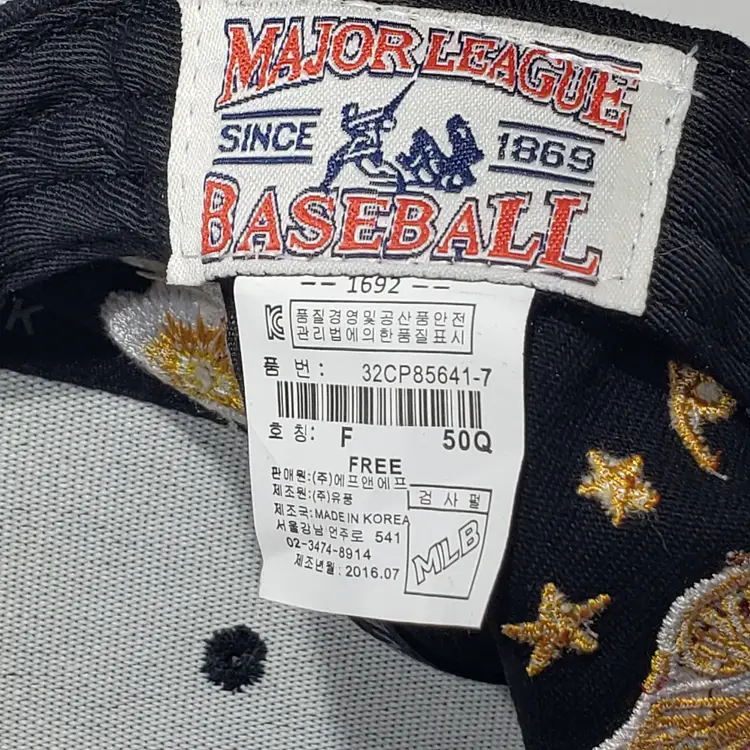 MAJOR LEAGUE
SINCE 1869
BASEBALL
-- 1692 --
품질경영및공산품안전
관리법에의한품질표시
품 번: 32CP85641-7
호 칭: F 50Q
FREE
판매원:(주)에프앤에프
제조원:(주)유풍
검사필
제조국:MADE IN KOREA
서울강남 언주로 541
02-3474-8914
MLB
제조년월: 2016.07